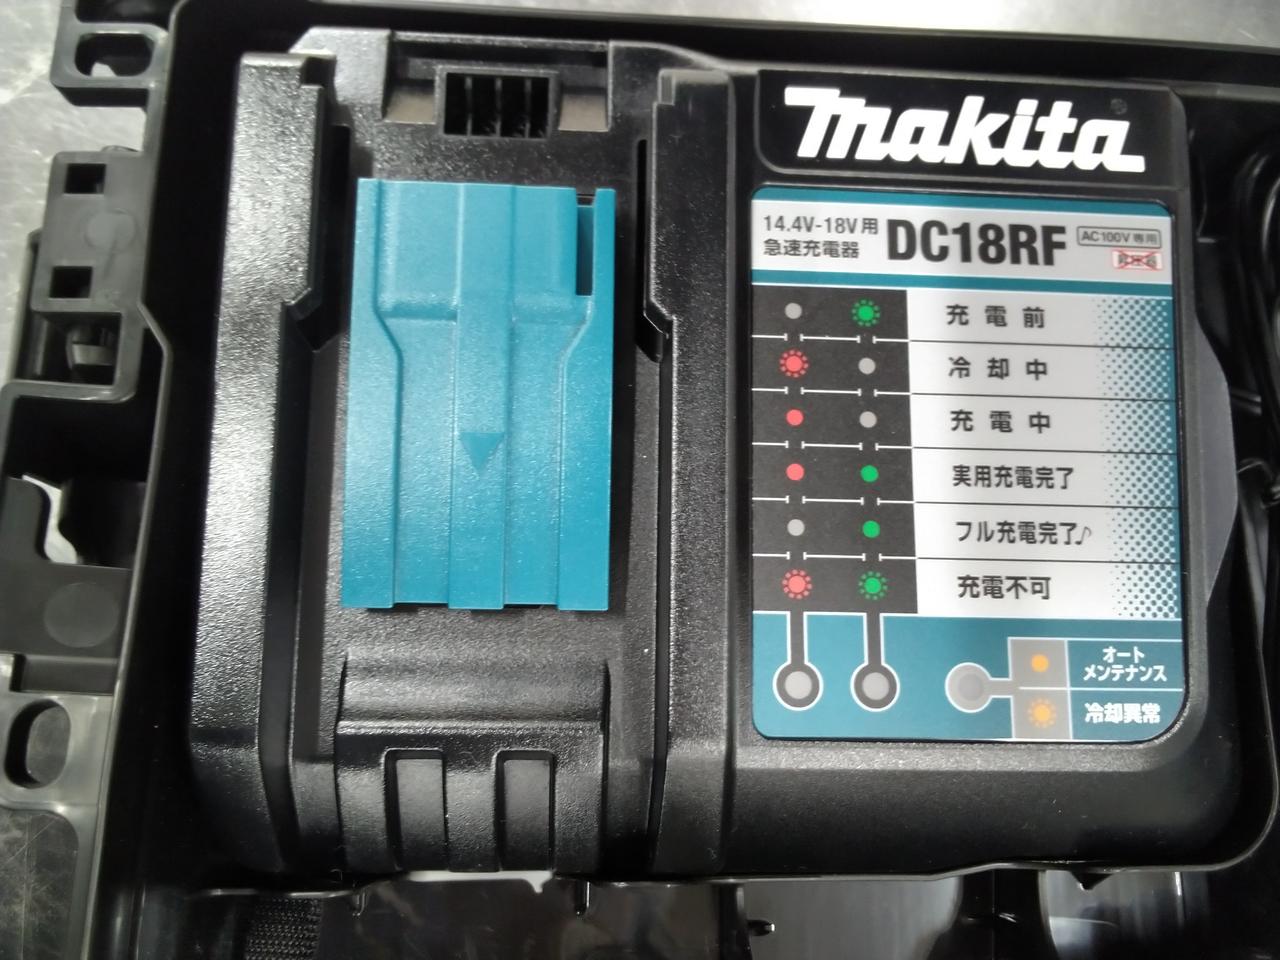 makita®
14.4V-18V用
急速充電器
DC18RF
AC100V専用
昇圧器
充電前
冷却中
充電中
実用充電完了
フル充電完了♪
充電不可
オート
メンテナンス
冷却異常